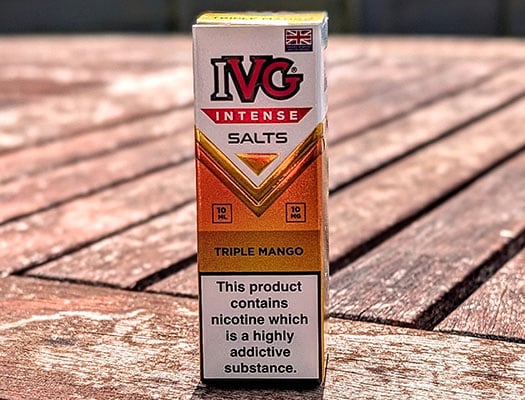 TRIPLE MANGO
IVG
INTENSE
SALTS
10 ML
10 MG
TRIPLE MANGO
This product
contains
nicotine which
is a highly
addictive
substance.